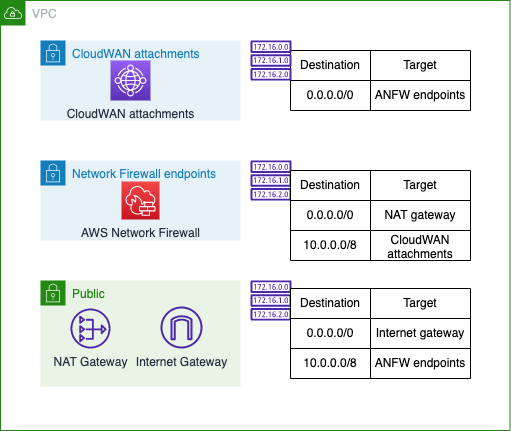 VPC
CloudWAN attachments
CloudWAN attachments
172.16.0.0
172.16.1.0
172.16.2.0
Destination Target
0.0.0.0/0 ANFW endpoints
Network Firewall endpoints
AWS Network Firewall
172.16.0.0
172.16.1.0
172.16.2.0
Destination Target
0.0.0.0/0 NAT gateway
10.0.0.0/8 CloudWAN
attachments
Public
NAT Gateway Internet Gateway
172.16.0.0
172.16.1.0
172.16.2.0
Destination Target
0.0.0.0/0 Internet gateway
10.0.0.0/8 ANFW endpoints